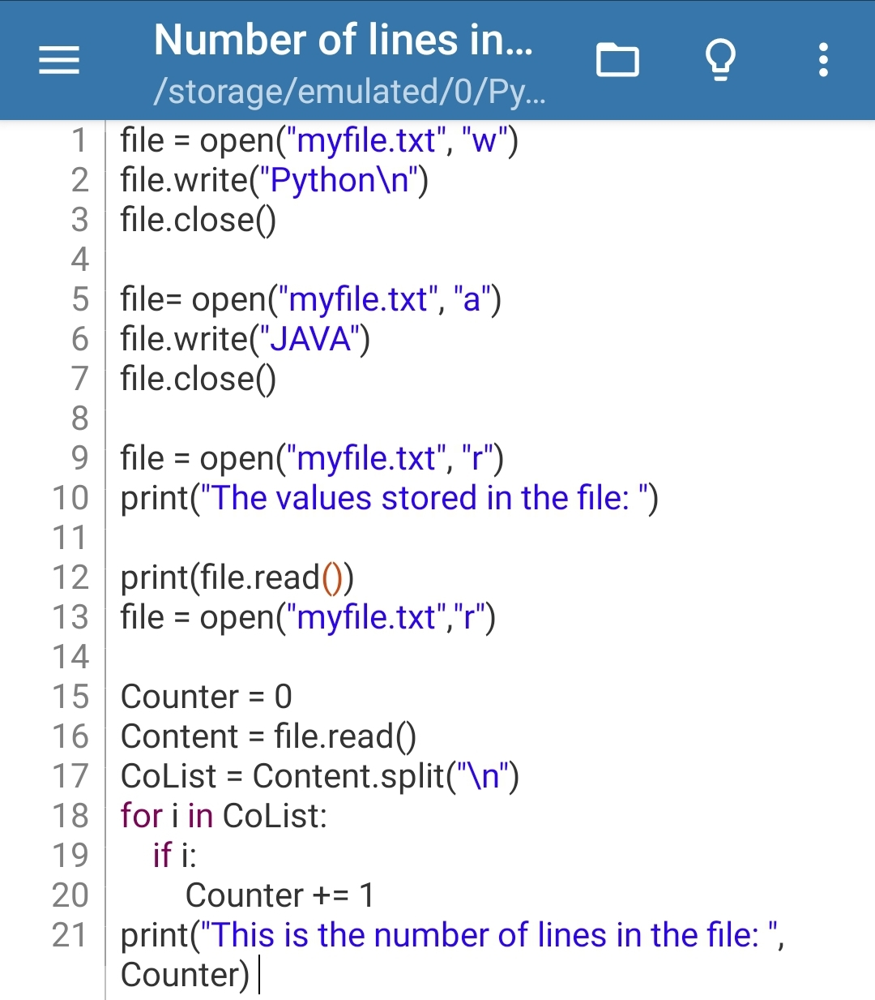 Number of lines in...
/storage/emulated/0/Py...
1 file = open("myfile.txt", "w")
2 file.write("Python\n")
3 file.close()
4
5 file= open("myfile.txt", "a")
6 file.write("JAVA")
7 file.close()
8
9 file = open("myfile.txt", "r")
10 print("The values stored in the file: ")
11
12 print(file.read())
13 file = open("myfile.txt","r")
14
15 Counter = 0
16 Content = file.read()
17 CoList = Content.split("\n")
18 for i in CoList:
19     if i:
20         Counter += 1
21 print("This is the number of lines in the file: ",
Counter)